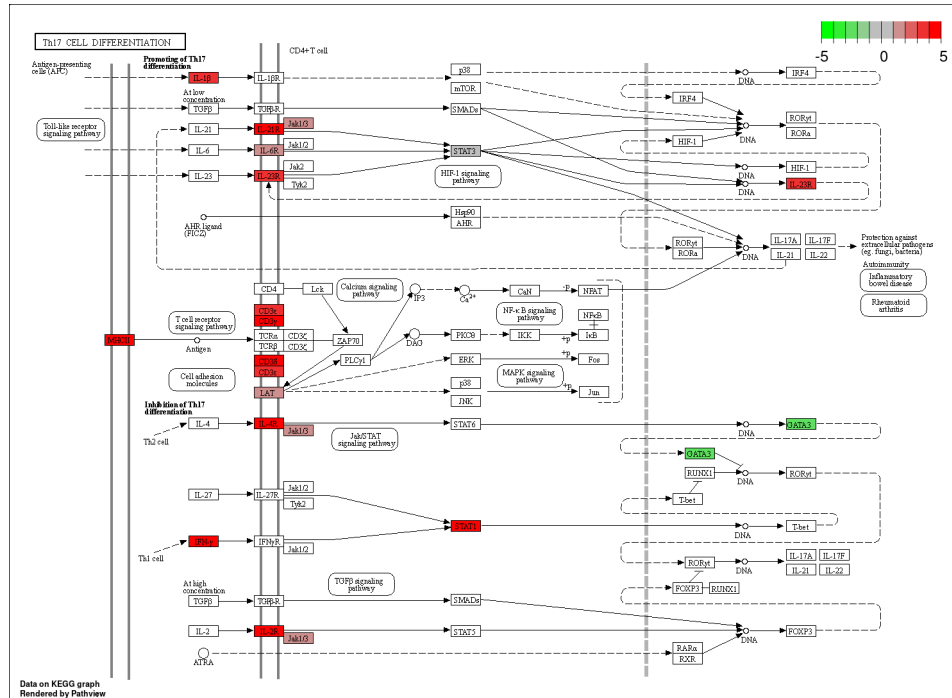 Th17 CELL DIFFERENTIATION
-5 0 5
CD4+ T cell
Promoting of Th17
differentiation
Antigen-presenting
cells (APC)
IL-1β
IL-1βR
p38
mTOR
DNA
IRF4
IRF4
At low
concentration
TGFβ
TGFβ-R
SMADs
DNA
RORγt
RORa
Toll-like receptor
signaling pathway
IL-21
IL-21R
Jak1/3
HIF-1
IL-6
IL-6R
Jak1/2
STAT3
DNA
HIF-1
IL-23
IL-23R
Jak2
Tyk2
HIF-1 signaling
pathway
DNA
IL-23R
AHR ligand
(FICZ)
Hsp90
AHR
RORγt
RORa
DNA
IL-17A
IL-17F
IL-21
IL-22
Protection against
extracellular pathogens
(eg. fungi, bacteria)
Autoimmunity
Inflammatory
bowel disease
Rheumatoid
arthritis
CD4
Lck
Calcium signaling
pathway
IP3
Ca2+
CaN
-p
NFAT
CD3ε
CD3γ
T cell receptor
signaling pathway
NF-κB signaling
pathway
NFκB
IκB
MHCII
Antigen
TCRα
TCRβ
CD3ζ
CD3ζ
ZAP70
DAG
PKCθ
IKK
+p
CD3δ
CD3ε
PLCγ1
ERK
+p
Fos
Cell adhesion
molecules
LAT
MAPK signaling
pathway
p38
JNK
+p
Jun
Inhibition of Th17
differentiation
IL-4
IL-4R
Jak1/3
STAT6
DNA
GATA3
Th2 cell
Jak/STAT
signaling pathway
GATA3
RUNX1
DNA
RORγt
T-bet
IL-27
IL-27R
Jak1/2
Tyk2
STAT1
DNA
T-bet
IFNγ
IFNγR
Jak1/2
Th1 cell
RORγt
DNA
IL-17A
IL-17F
IL-21
IL-22
FOXP3
RUNX1
At high
concentration
TGFβ
TGFβ-R
TGFβ signaling
pathway
SMADs
IL-2
IL-2R
Jak1/3
STAT5
DNA
FOXP3
ATRA
RARα
RXR
Data on KEGG graph
Rendered by Pathview